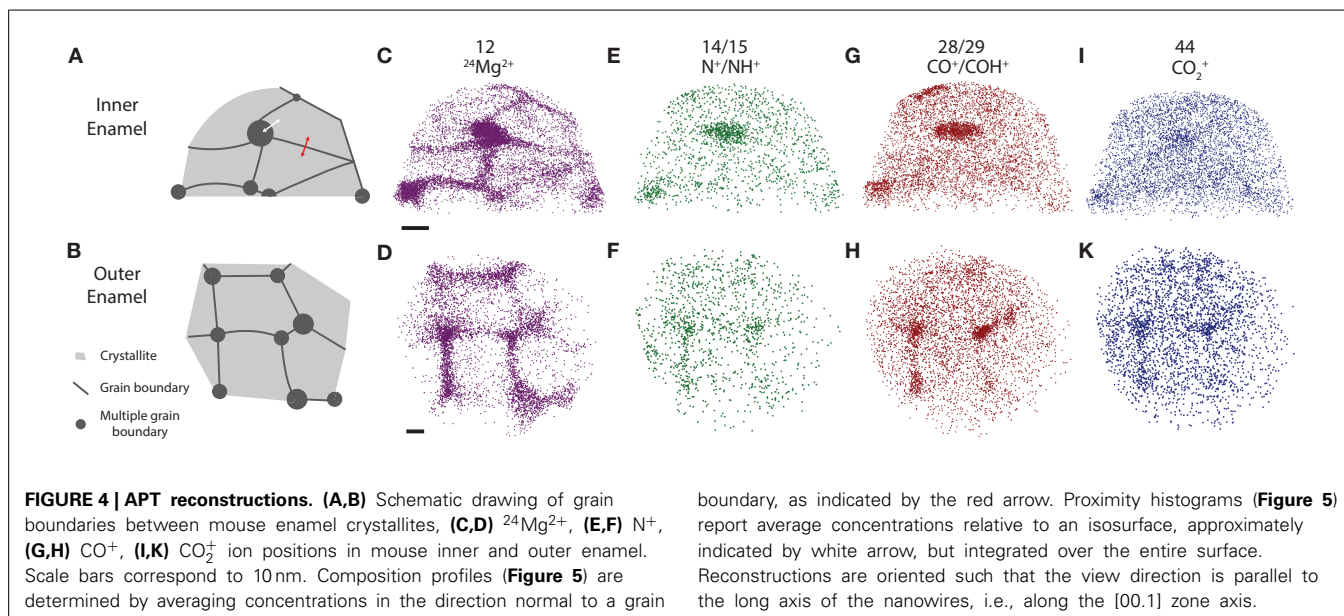 A
C
12
²⁴Mg²⁺
E
14/15
N⁺/NH⁺
G
28/29
CO⁺/COH⁺
I
44
CO₂⁺
Inner
Enamel
B
D
F
H
K
Outer
Enamel
Crystallite
Grain boundary
Multiple grain
boundary
FIGURE 4 | APT reconstructions. (A,B) Schematic drawing of grain
boundaries between mouse enamel crystallites, (C,D) ²⁴Mg²⁺, (E,F) N⁺,
(G,H) CO⁺, (I,K) CO₂⁺ ion positions in mouse inner and outer enamel.
Scale bars correspond to 10 nm. Composition profiles (Figure 5) are
determined by averaging concentrations in the direction normal to a grain
boundary, as indicated by the red arrow. Proximity histograms (Figure 5)
report average concentrations relative to an isosurface, approximately
indicated by white arrow, but integrated over the entire surface.
Reconstructions are oriented such that the view direction is parallel to
the long axis of the nanowires, i.e., along the [00.1] zone axis.